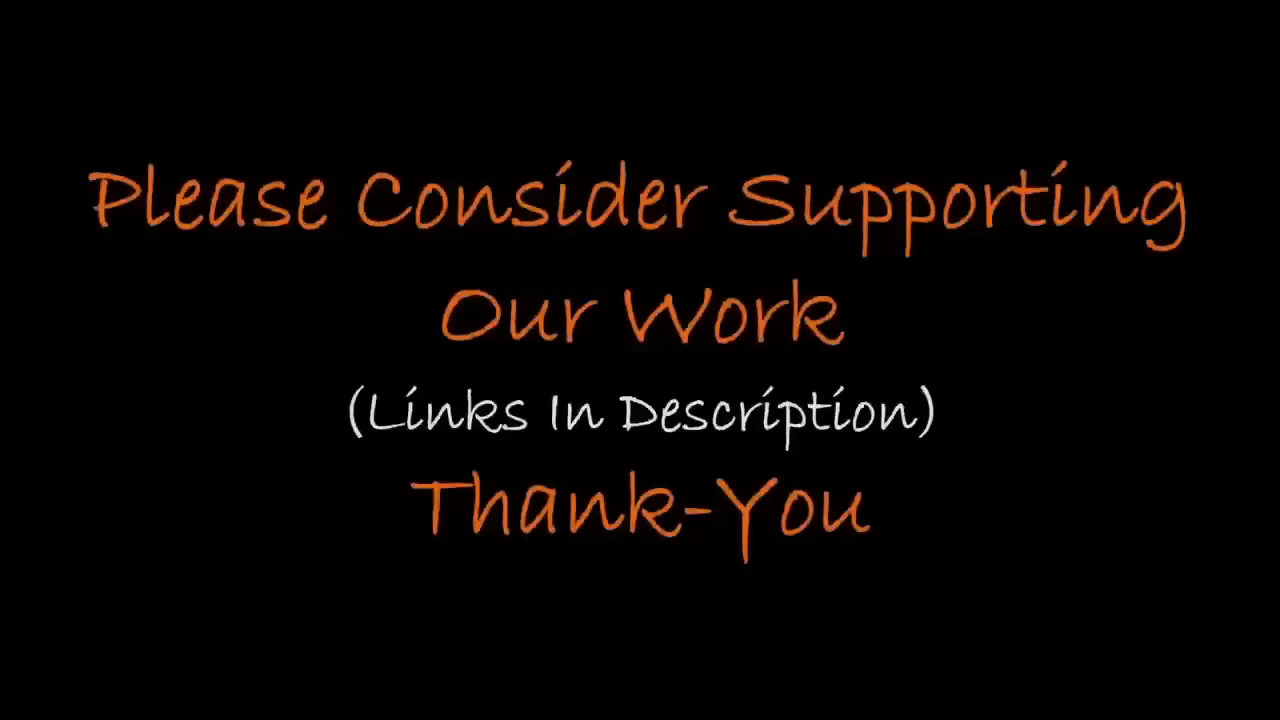 Please Consider Supporting
Our Work
(Links In Description)
Thank-You